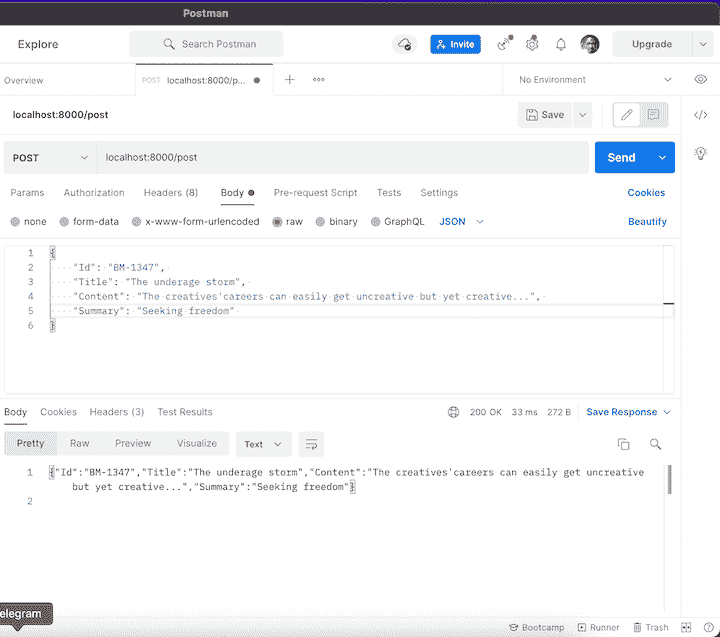 Postman
Explore
Search Postman
Invite
Upgrade
Overview
POST localhost:8000/p...
No Environment
localhost:8000/post
Save
POST localhost:8000/post
Send
Params Authorization Headers (8) Body Pre-request Script Tests Settings Cookies
none form-data x-www-form-urlencoded raw binary GraphQL JSON Beautify
1 {
2 "Id": "BM-1347",
3 "Title": "The underage storm",
4 "Content": "The creatives'careers can easily get uncreative but yet creative...",
5 "Summary": "Seeking freedom"
6 }
Body Cookies Headers (3) Test Results 200 OK 33 ms 272 B Save Response
Pretty Raw Preview Visualize Text
1 {"Id":"BM-1347","Title":"The underage storm","Content":"The creatives'careers can easily get uncreative
but yet creative...","Summary":"Seeking freedom"}
2
elegram
Bootcamp Runner Trash